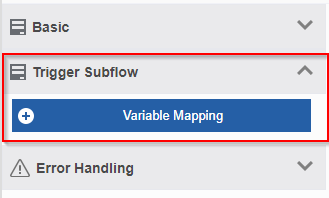 Basic
Trigger Subflow
Variable Mapping
Error Handling